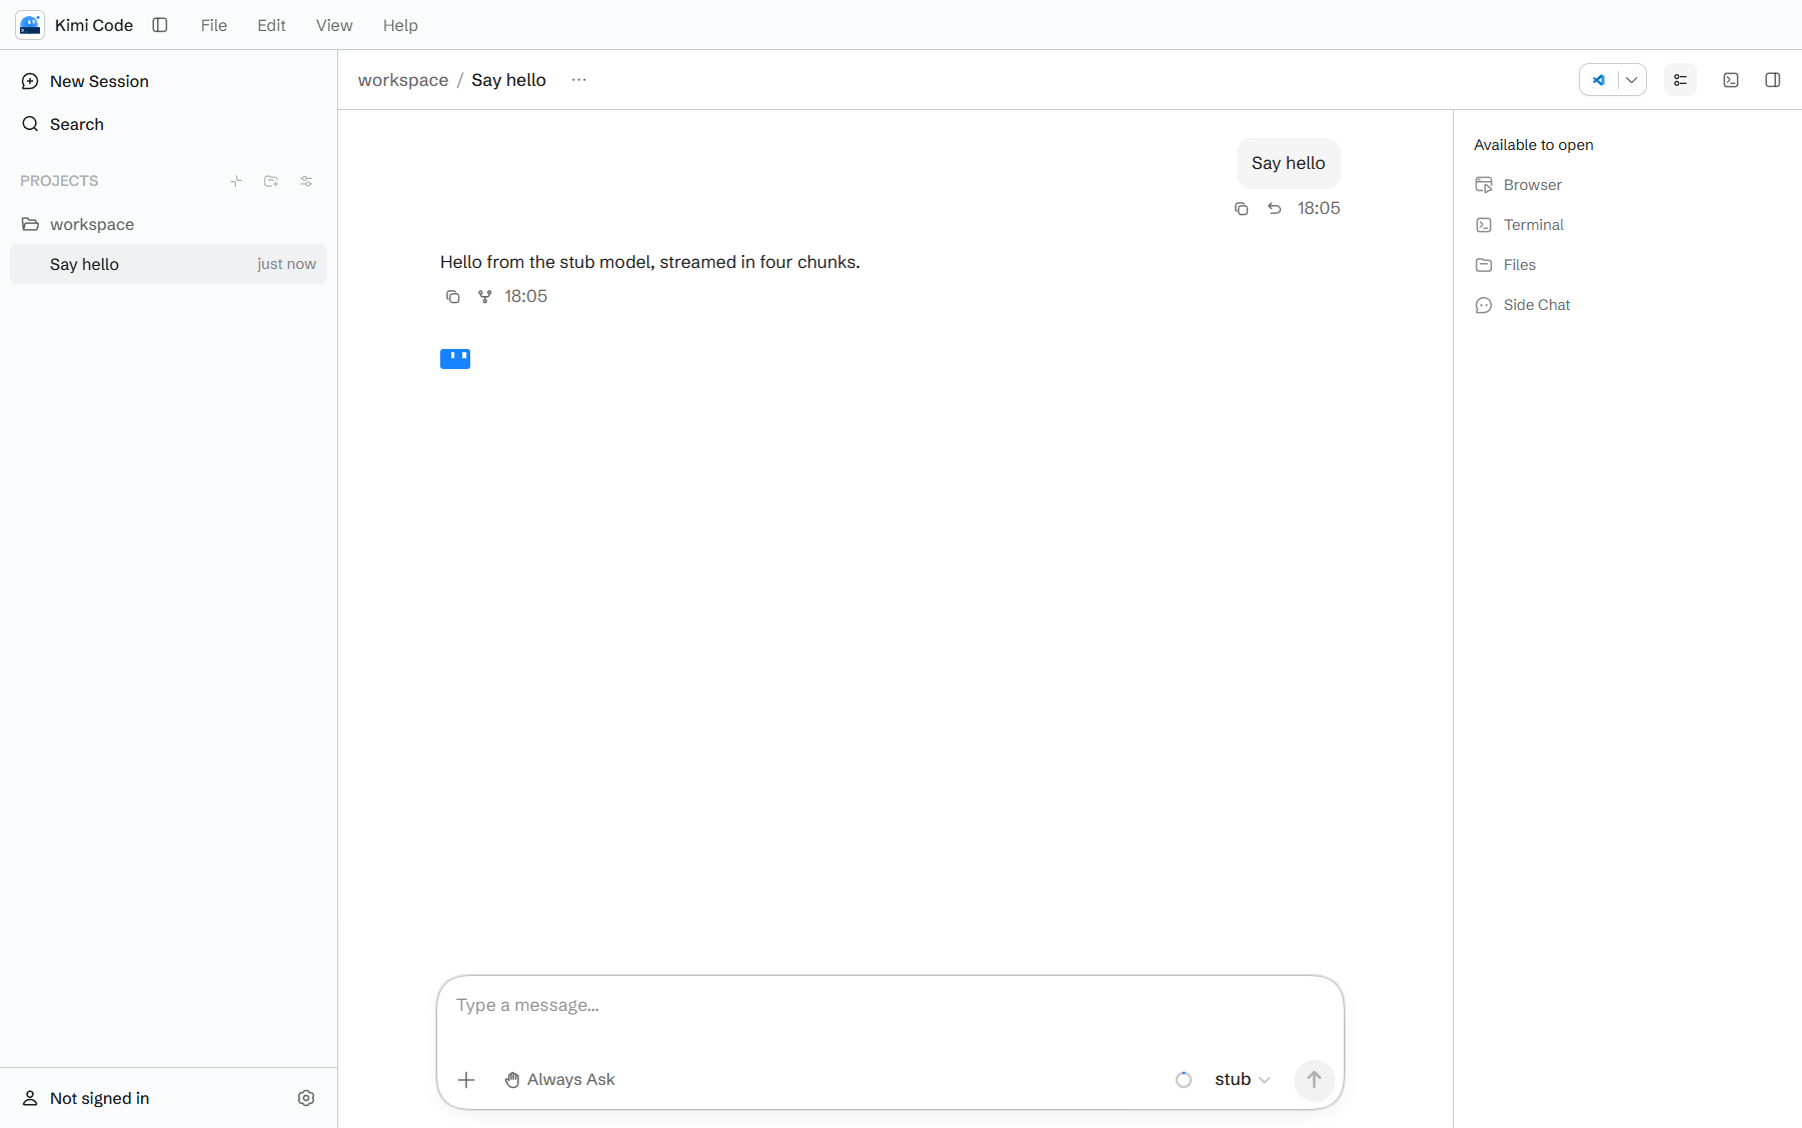 Kimi Code
File
Edit
View
Help
New Session
Search
PROJECTS
workspace
Say hello
just now
Not signed in
workspace / Say hello
Say hello
18:05
Hello from the stub model, streamed in four chunks.
18:05
Type a message...
Always Ask
stub
Available to open
Browser
Terminal
Files
Side Chat